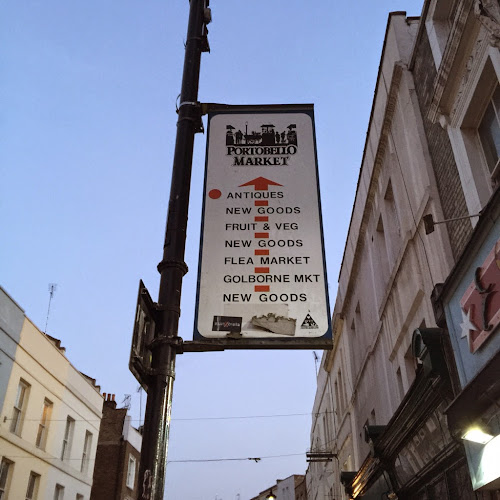 PORTOBELLO
MARKET
ANTIQUES
NEW GOODS
FRUIT & VEG
NEW GOODS
FLEA MARKET
GOLBORNE MKT
NEW GOODS